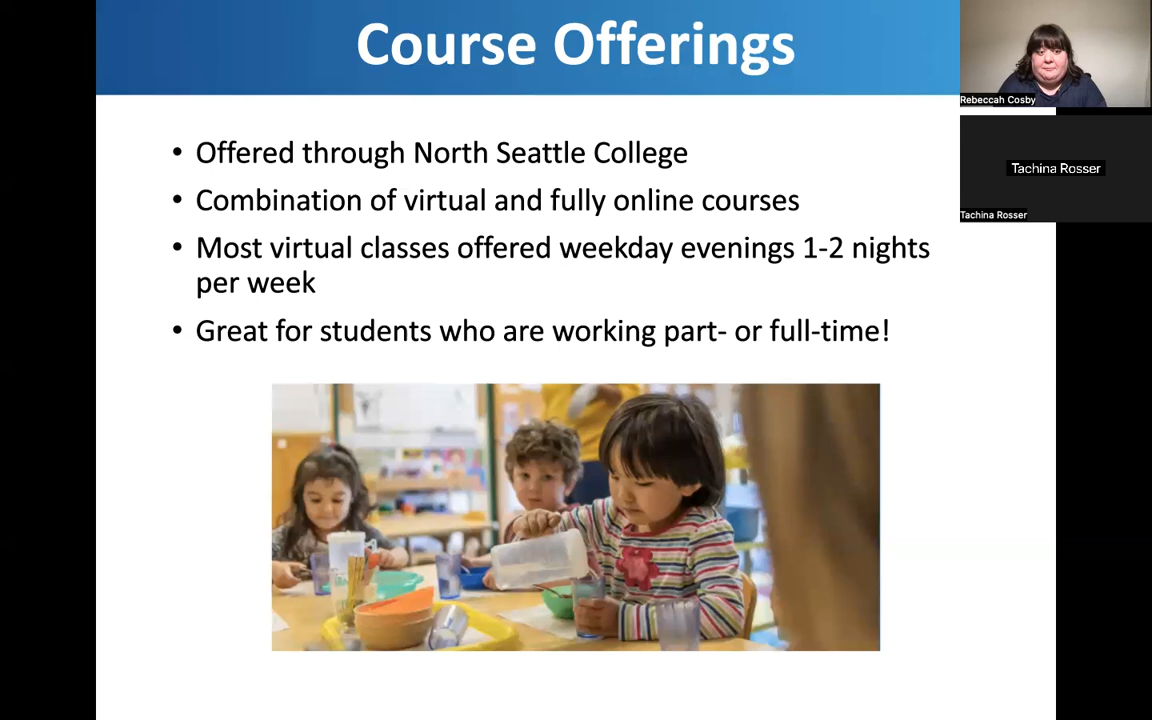 Course Offerings
Rebeccah Cosby
• Offered through North Seattle College
Tachina Rosser
• Combination of virtual and fully online courses
Tachina Rosser
• Most virtual classes offered weekday evenings 1-2 nights
per week
• Great for students who are working part- or full-time!